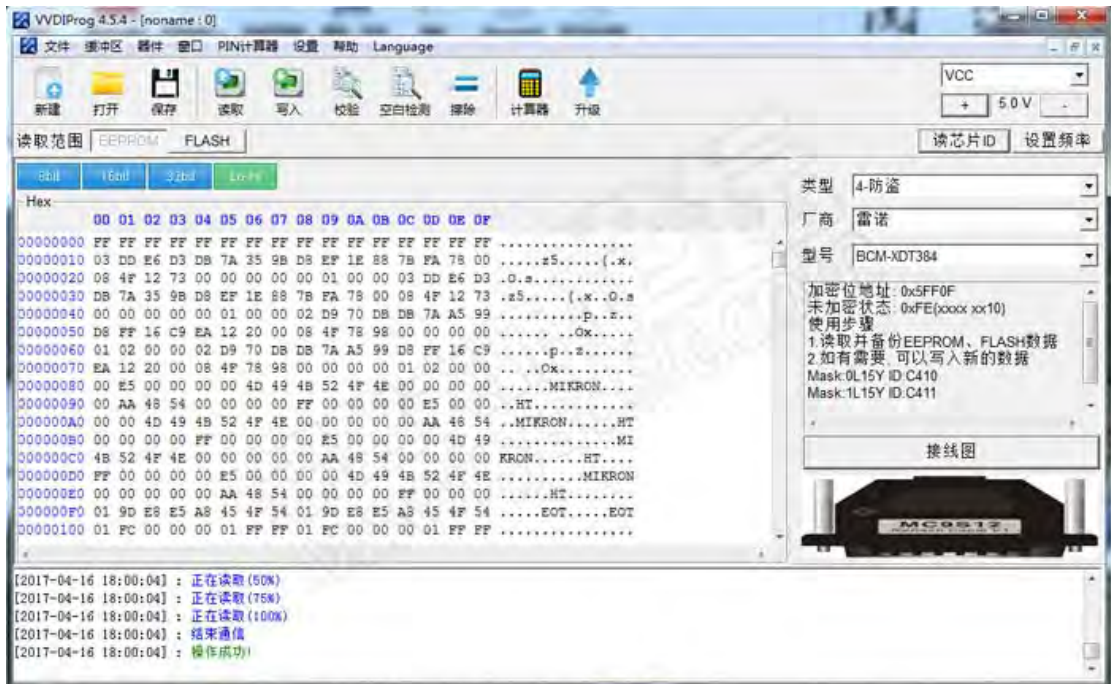 VVDIProg 4.5.4 - [noname : 0]
文件 缓冲区 器件 窗口 PIN计算器 设置 帮助 Language
新建 打开 保存 读取 写入 校验 空白检测 擦除 计算器 升级
VCC
+ 5.0 V -
读取范围 EEPROM FLASH 读芯片ID 设置频率
8bit 16bit 32bit Lo-Hi
Hex
00 01 02 03 04 05 06 07 08 09 0A 0B 0C 0D 0E 0F
00000000 FF FF FF FF FF FF FF FF FF FF FF FF FF FF FF FF ................
00000010 03 DD E6 D3 DB 7A 35 9B D8 EF 1E 88 7B FA 78 00 .....z5.....{.x.
00000020 08 4F 12 73 00 00 00 00 00 01 00 00 03 DD E6 D3 .O.s............
00000030 DB 7A 35 9B D8 EF 1E 88 7B FA 78 00 08 4F 12 73 .z5.....{.x..O.s
00000040 00 00 00 00 00 01 00 00 02 D9 70 DB DB 7A A5 99 ..........p..z..
00000050 D8 FF 16 C9 EA 12 20 00 08 4F 78 98 00 00 00 00 ...... ..Ox.....
00000060 01 02 00 00 02 D9 70 DB DB 7A A5 99 D8 FF 16 C9 ......p..z......
00000070 EA 12 20 00 08 4F 78 98 00 00 00 00 01 02 00 00 .. ..Ox.........
00000080 00 E5 00 00 00 00 4D 49 4B 52 4F 4E 00 00 00 00 ......MIKRON....
00000090 00 AA 48 54 00 00 00 00 FF 00 00 00 00 E5 00 00 ..HT............
000000A0 00 00 4D 49 4B 52 4F 4E 00 00 00 00 00 AA 48 54 ..MIKRON......HT
000000B0 00 00 00 00 FF 00 00 00 00 E5 00 00 00 00 4D 49 ..............MI
000000C0 4B 52 4F 4E 00 00 00 00 00 AA 48 54 00 00 00 00 KRON......HT....
000000D0 FF 00 00 00 00 E5 00 00 00 00 4D 49 4B 52 4F 4E ..........MIKRON
000000E0 00 00 00 00 00 AA 48 54 00 00 00 00 FF 00 00 00 ......HT........
000000F0 01 9D E8 E5 A8 45 4F 54 01 9D E8 E5 A8 45 4F 54 .....EOT.....EOT
00000100 01 FC 00 00 00 01 FF FF 01 FC 00 00 00 01 FF FF ................
类型 4-防盗
厂商 雷诺
型号 BCM-XDT384
加密位地址: 0x5FF0F
未加密状态: 0xFE(xxxx xx10)
使用步骤
1.读取并备份EEPROM、FLASH数据
2.如有需要, 可以写入新的数据
Mask:0L15Y ID:C410
Mask:1L15Y ID:C411
接线图
MC9S12
[2017-04-16 18:00:04] : 正在读取(50%)
[2017-04-16 18:00:04] : 正在读取(75%)
[2017-04-16 18:00:04] : 正在读取(100%)
[2017-04-16 18:00:04] : 结束通信
[2017-04-16 18:00:04] : 操作成功!